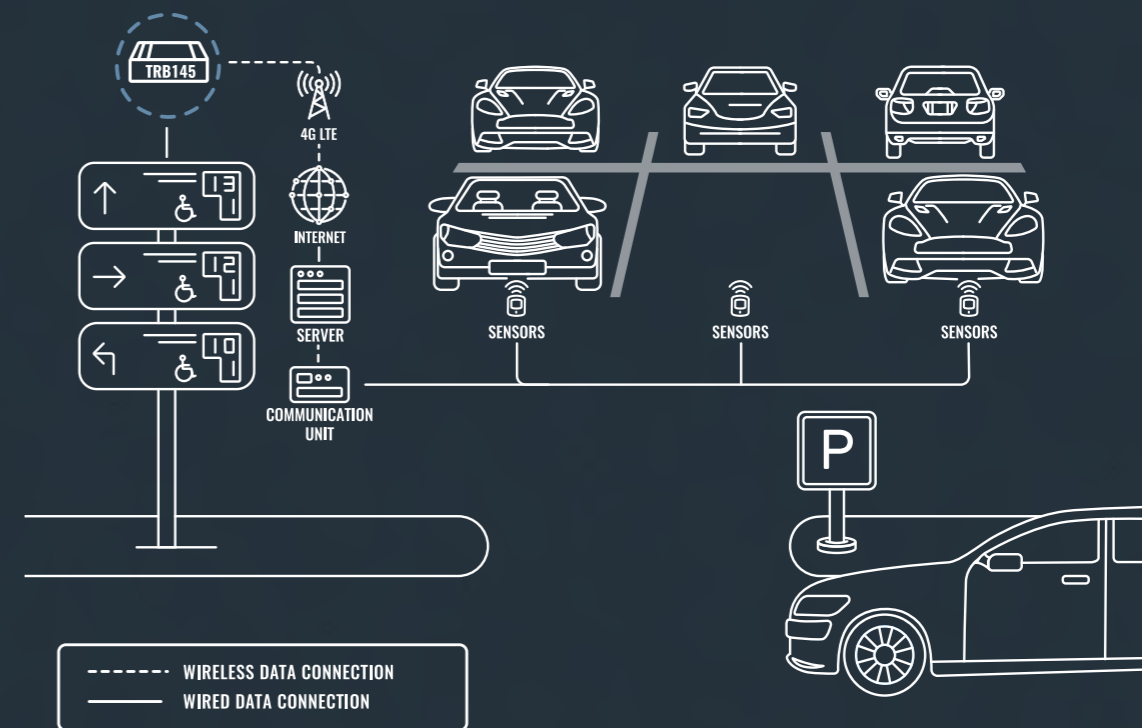 TRB145
4G LTE
INTERNET
SERVER
COMMUNICATION
UNIT
13
1
12
1
10
1
SENSORS
SENSORS
SENSORS
P
WIRELESS DATA CONNECTION
WIRED DATA CONNECTION